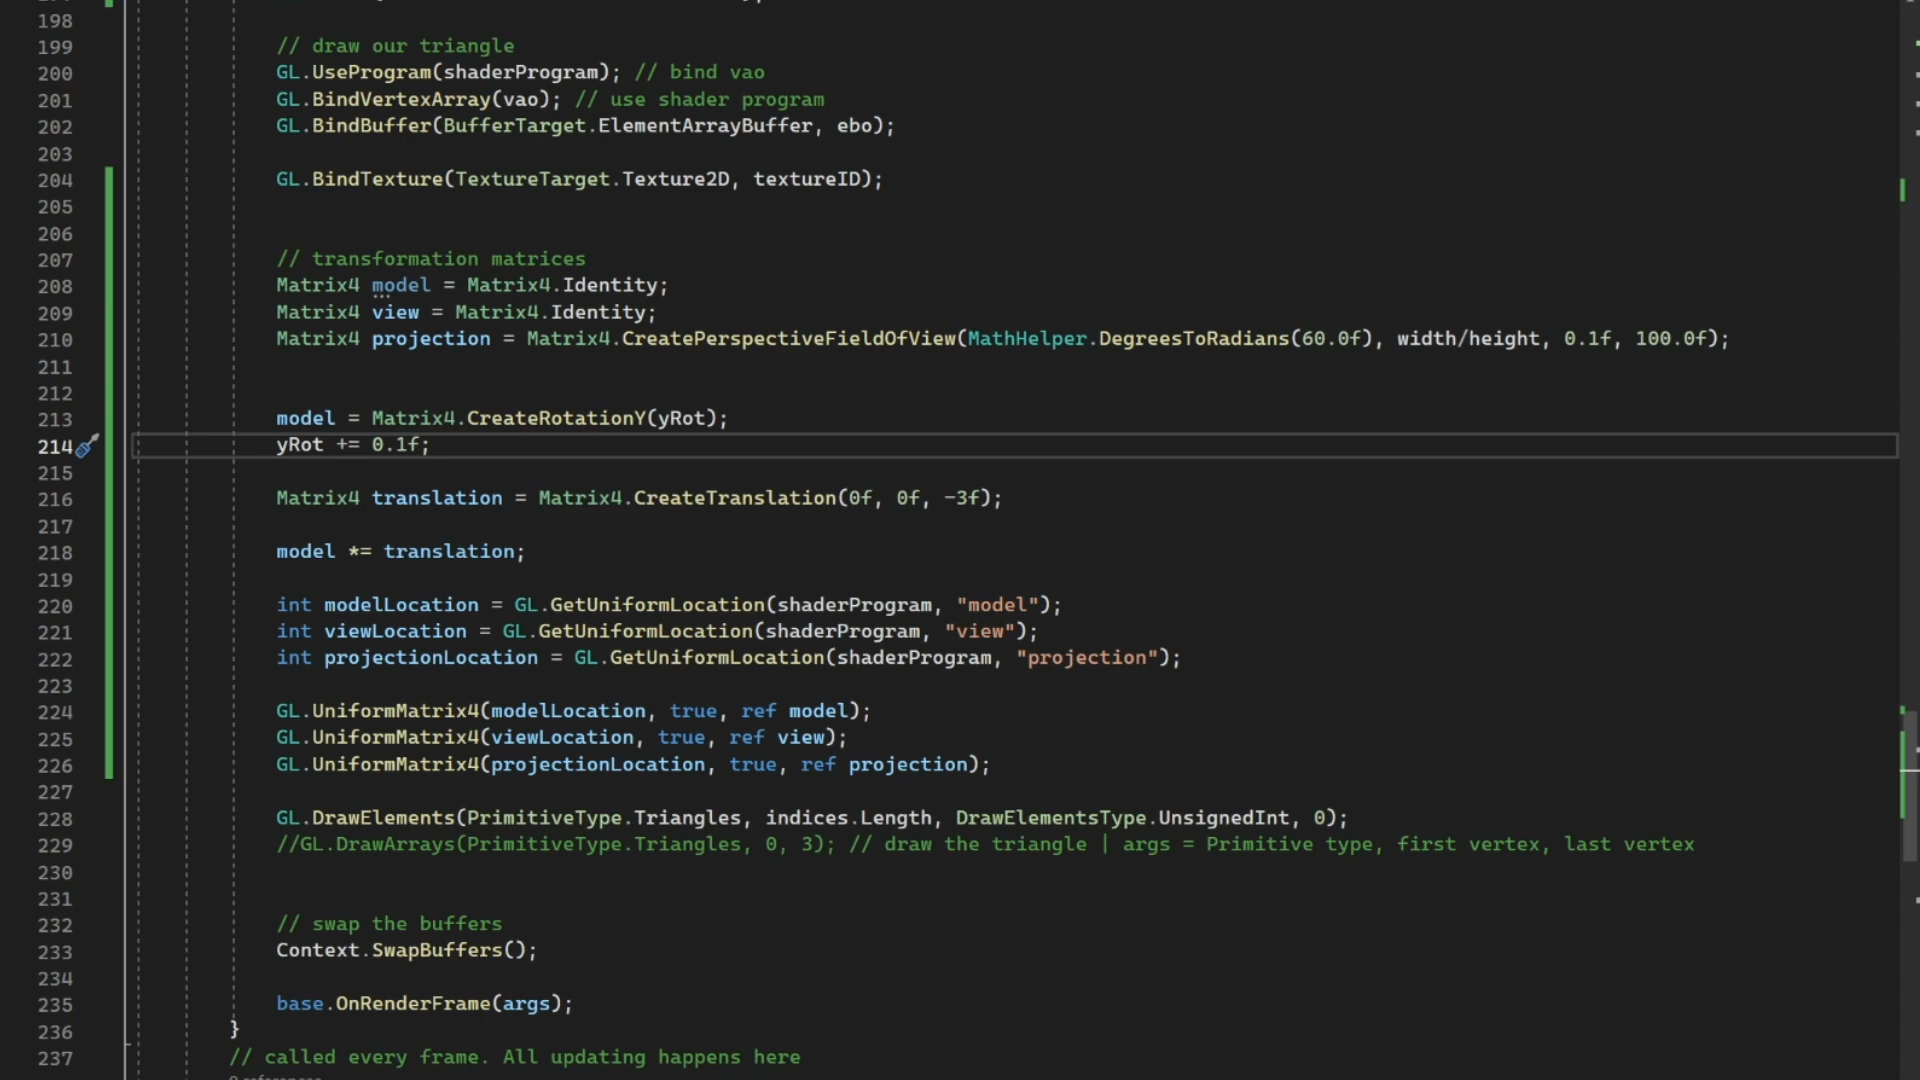 198
199 // draw our triangle
200 GL.UseProgram(shaderProgram); // bind vao
201 GL.BindVertexArray(vao); // use shader program
202 GL.BindBuffer(BufferTarget.ElementArrayBuffer, ebo);
203
204 GL.BindTexture(TextureTarget.Texture2D, textureID);
205
206
207 // transformation matrices
208 Matrix4 model = Matrix4.Identity;
209 Matrix4 view = Matrix4.Identity;
210 Matrix4 projection = Matrix4.CreatePerspectiveFieldOfView(MathHelper.DegreesToRadians(60.0f), width/height, 0.1f, 100.0f);
211
212
213 model = Matrix4.CreateRotationY(yRot);
214 yRot += 0.1f;
215
216 Matrix4 translation = Matrix4.CreateTranslation(0f, 0f, -3f);
217
218 model *= translation;
219
220 int modelLocation = GL.GetUniformLocation(shaderProgram, "model");
221 int viewLocation = GL.GetUniformLocation(shaderProgram, "view");
222 int projectionLocation = GL.GetUniformLocation(shaderProgram, "projection");
223
224 GL.UniformMatrix4(modelLocation, true, ref model);
225 GL.UniformMatrix4(viewLocation, true, ref view);
226 GL.UniformMatrix4(projectionLocation, true, ref projection);
227
228 GL.DrawElements(PrimitiveType.Triangles, indices.Length, DrawElementsType.UnsignedInt, 0);
229 //GL.DrawArrays(PrimitiveType.Triangles, 0, 3); // draw the triangle | args = Primitive type, first vertex, last vertex
230
231
232 // swap the buffers
233 Context.SwapBuffers();
234
235 base.OnRenderFrame(args);
236 }
237 // called every frame. All updating happens here